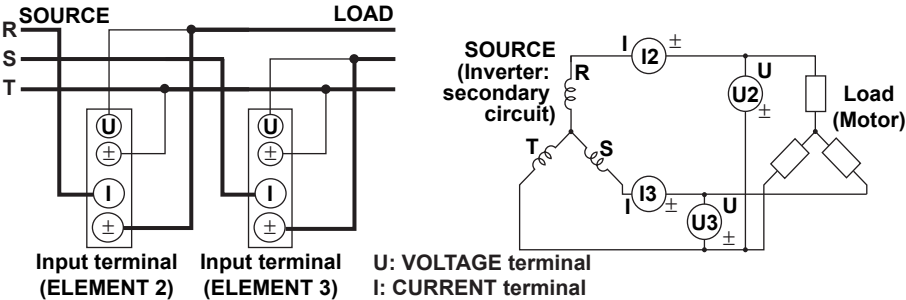 SOURCE
LOAD
R
S
T
U
±
I
±
U
±
I
±
Input terminal
(ELEMENT 2)
Input terminal
(ELEMENT 3)
U: VOLTAGE terminal
I: CURRENT terminal
SOURCE
(Inverter:
secondary
circuit)
R
I
I2
±
U
U2
±
Load
(Motor)
T
S
I
I3
±
U
U3
±